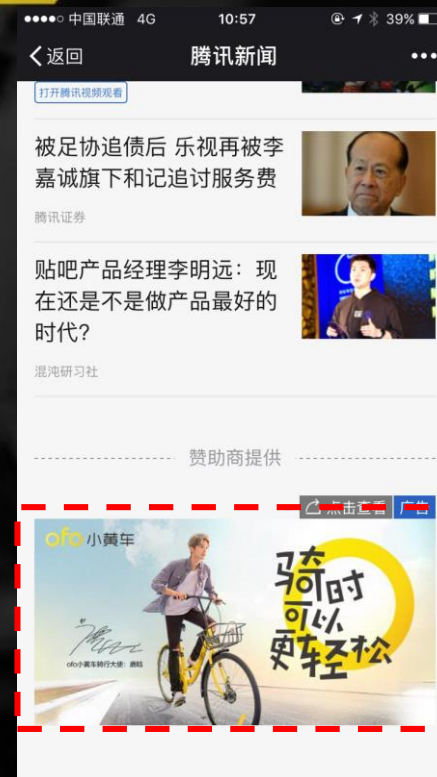 中国联通 4G 10:57 39%
返回 腾讯新闻
打开腾讯视频观看
被足协追债后 乐视再被李
嘉诚旗下和记追讨服务费
腾讯证券
贴吧产品经理李明远：现
在还是不是做产品最好的
时代?
混沌研习社
赞助商提供
点击查看 广告
ofo小黄车
骑时
可以
更轻松
ofo小黄车骑行大使：鹿晗